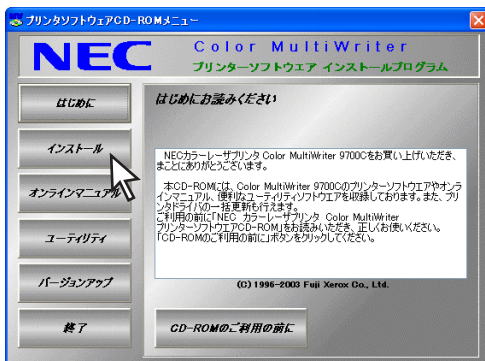 プリンタソフトウェアCD-ROMメニュー
NEC
Color MultiWriter
プリンターソフトウエア インストールプログラム
はじめに
インストール
オンラインマニュアル
ユーティリティ
バージョンアップ
終了
はじめにお読みください
NECカラーレーザプリンタ Color MultiWriter 9700Cをお買い上げいただき、
まことにありがとうございます。
本CD-ROMには、Color MultiWriter 9700Cのプリンターソフトウエアやオンラ
インマニュアル、便利なユーティリティソフトウエアを収録しております。また、プリ
ンタドライバの一括更新も行えます。
ご利用の前に「NEC カラーレーザプリンタ Color MultiWriter
プリンターソフトウエアCD-ROM」をお読みいただき、正しくお使いください。
「CD-ROMのご利用の前に」ボタンをクリックしてください。
(C) 1996-2003 Fuji Xerox Co., Ltd.
CD-ROMのご利用の前に